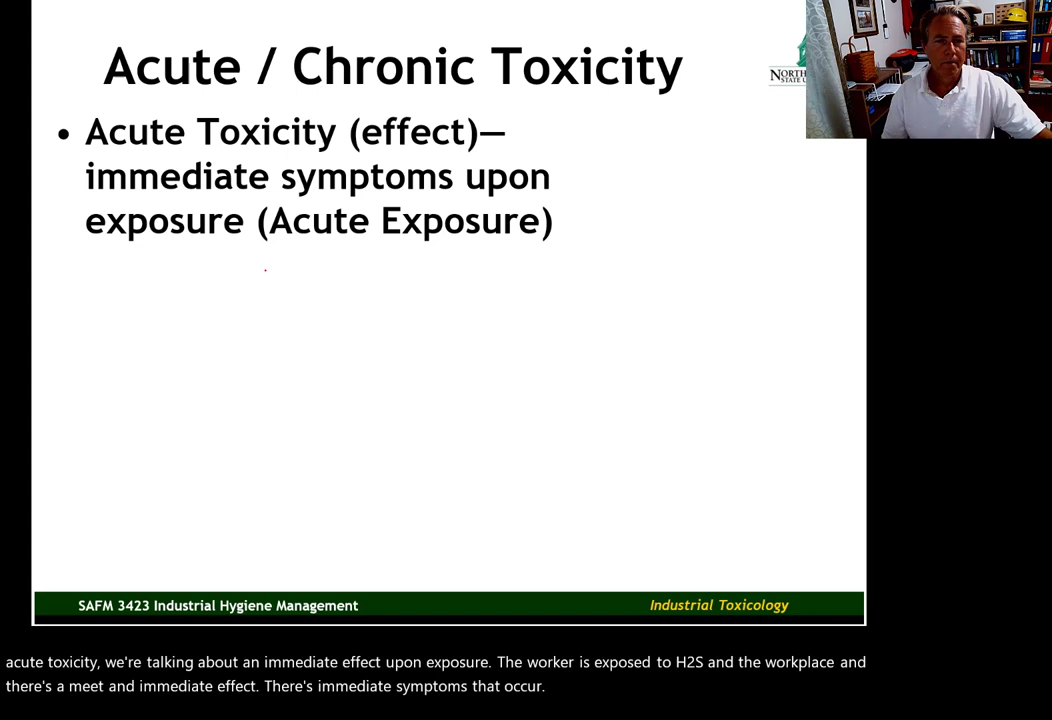 Acute / Chronic Toxicity
• Acute Toxicity (effect)—
immediate symptoms upon
exposure (Acute Exposure)
SAFM 3423 Industrial Hygiene Management
Industrial Toxicology
acute toxicity, we're talking about an immediate effect upon exposure. The worker is exposed to H2S and the workplace and
there's a meet and immediate effect. There's immediate symptoms that occur.